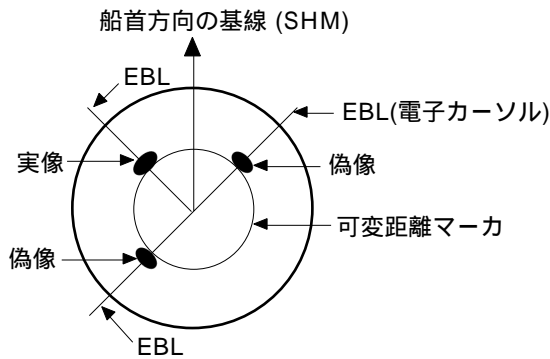 船首方向の基線 (SHM)
EBL
EBL(電子カーソル)
実像
偽像
可変距離マーカ
偽像
EBL